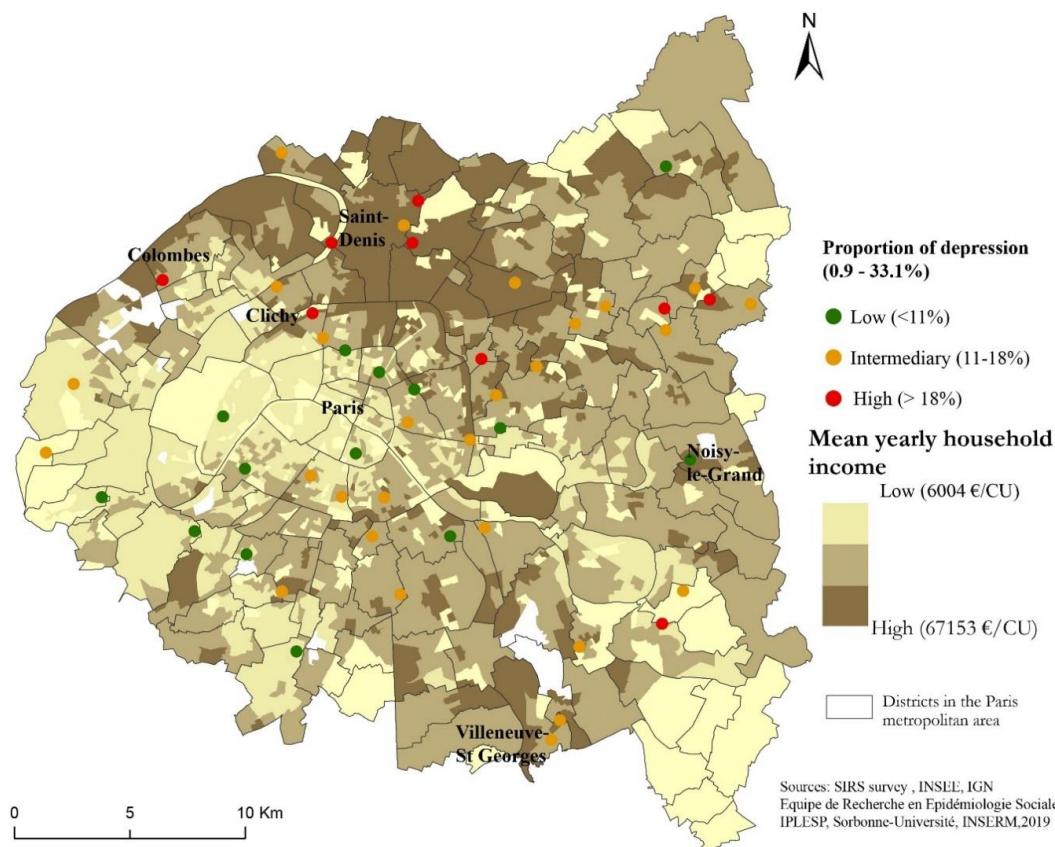 N
Saint-
Denis
Colombes
Clichy
Paris
Noisy-
le-Grand
Villeneuve-
St Georges
0 5 10 Km
Proportion of depression
(0.9 - 33.1%)
Low (<11%)
Intermediary (11-18%)
High (> 18%)
Mean yearly household
income
Low (6004 €/CU)
High (67153 €/CU)
Districts in the Paris
metropolitan area
Sources: SIRS survey , INSEE, IGN
Equipe de Recherche en Epidémiologie Sociale
IPLESP, Sorbonne-Université, INSERM,2019